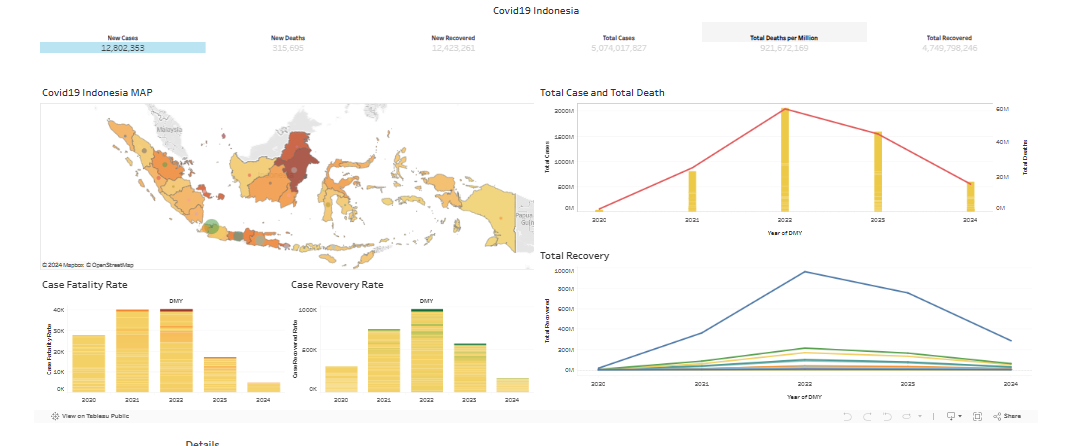 Covid19 Indonesia
New Cases
12,802,353
New Deaths
315,695
New Recovered
12,423,261
Total Cases
5,074,017,827
Total Deaths per Million
921,672,169
Total Recovered
4,749,798,246
Covid19 Indonesia MAP
Malaysia
Papua
© 2024 Mapbox © OpenStreetMap
Total Case and Total Death
Total Cases
2000M
1500M
1000M
500M
0M
60M
40M
20M
0M
Total Deaths
2020 2021 2022 2023 2024
Year of DMY
Case Fatality Rate
DMY
Case Fatality Rate
40K
30K
20K
10K
0K
2020 2021 2022 2023 2024
Case Revovery Rate
DMY
Case Recovered Rate
1000K
500K
0K
2020 2021 2022 2023 2024
Total Recovery
Total Recovered
1000M
800M
600M
400M
200M
0M
2020 2021 2022 2023 2024
Year of DMY
View on Tableau Public
Share
Details